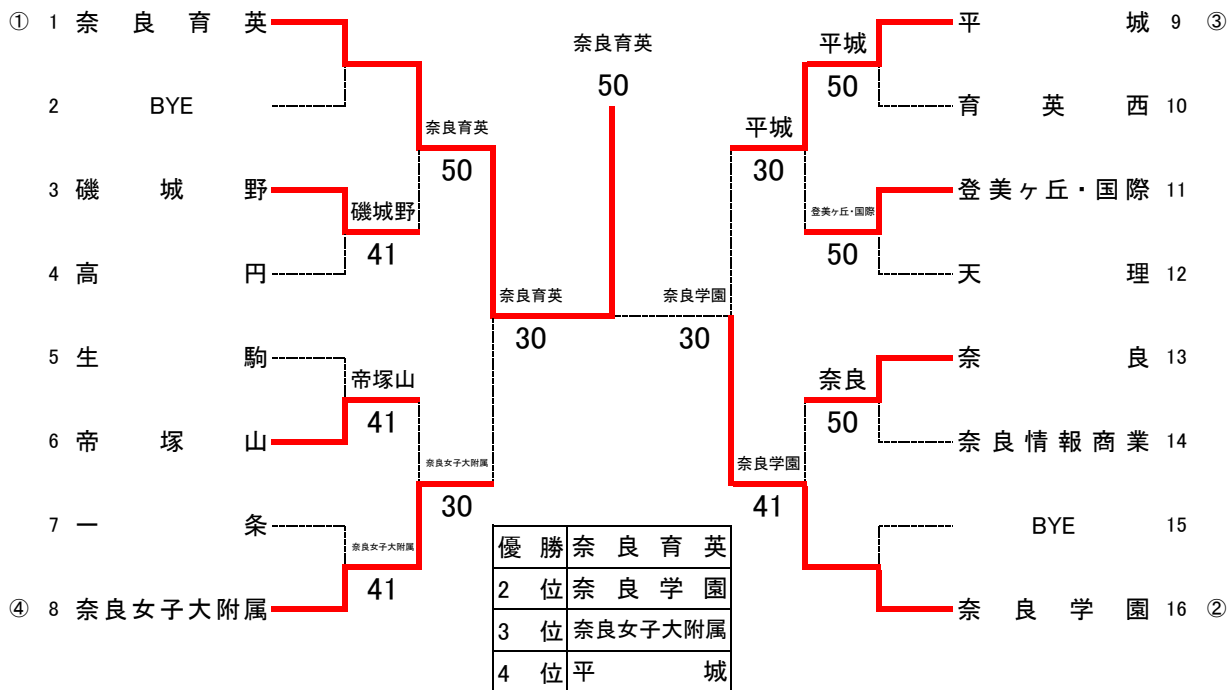 ① 1 奈良育英
2 BYE
3 磯城野
4 高円
5 生駒
6 帝塚山
7 一条
④ 8 奈良女子大附属
磯城野
41
帝塚山
41
奈良女子大附属
41
奈良育英
50
奈良女子大附属
30
奈良育英
30
奈良育英
50
奈良学園
30
平城
30
奈良学園
41
平城
50
登美ヶ丘・国際
50
奈良
50
平城 9 ③
育英西 10
登美ヶ丘・国際 11
天理 12
奈良 13
奈良情報商業 14
BYE 15
奈良学園 16 ②
優勝 奈良育英
2位 奈良学園
3位 奈良女子大附属
4位 平城